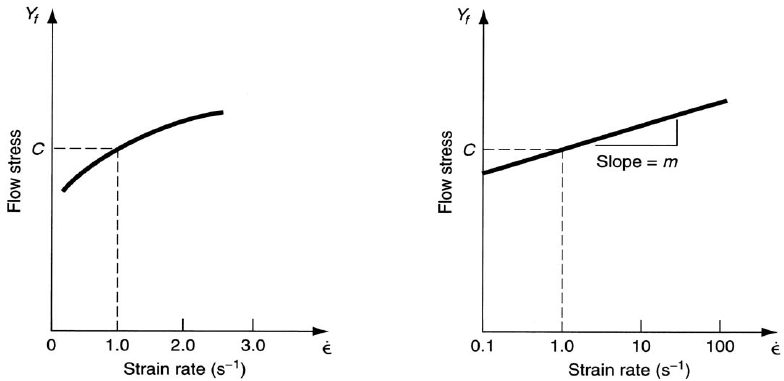 Y_f
Flow stress
C
0 1.0 2.0 3.0 ε̇
Strain rate (s⁻¹)
Y_f
Flow stress
C
Slope = m
0.1 1.0 10 100 ε̇
Strain rate (s⁻¹)